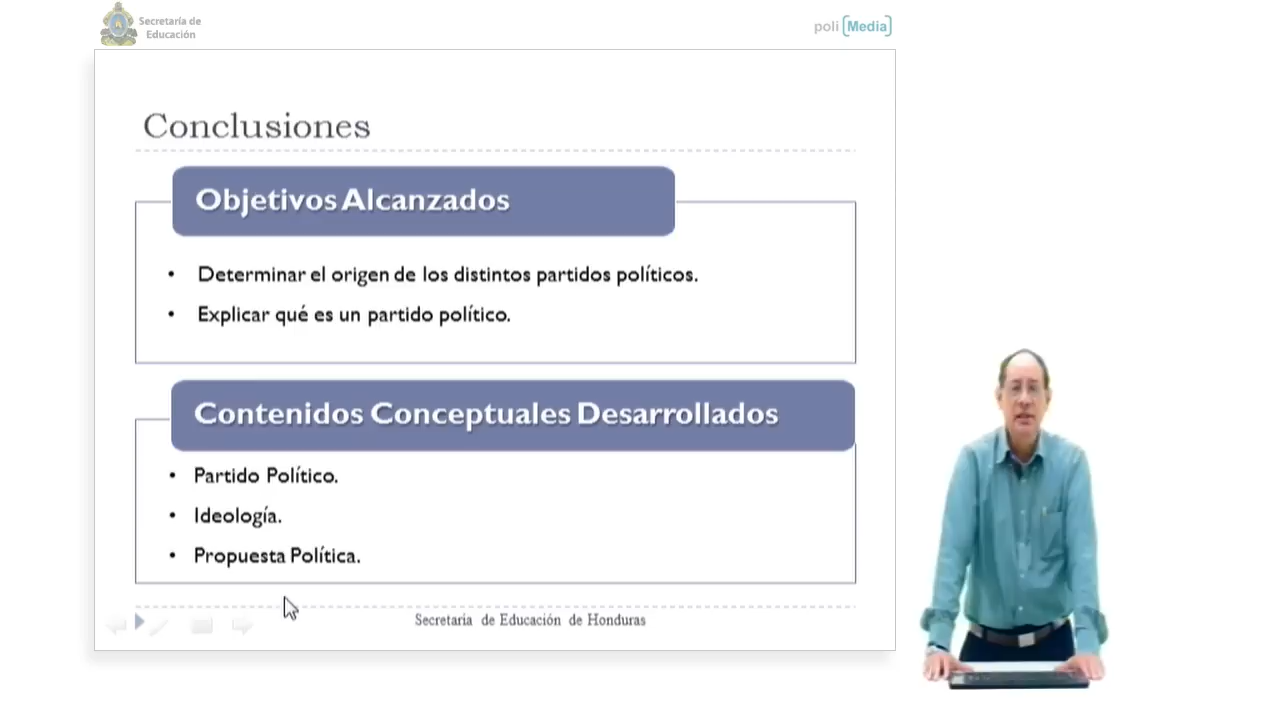 Secretaría de
Educación
poli [Media]
Conclusiones
Objetivos Alcanzados
• Determinar el origen de los distintos partidos políticos.
• Explicar qué es un partido político.
Contenidos Conceptuales Desarrollados
• Partido Político.
• Ideología.
• Propuesta Política.
Secretaria de Educación de Honduras